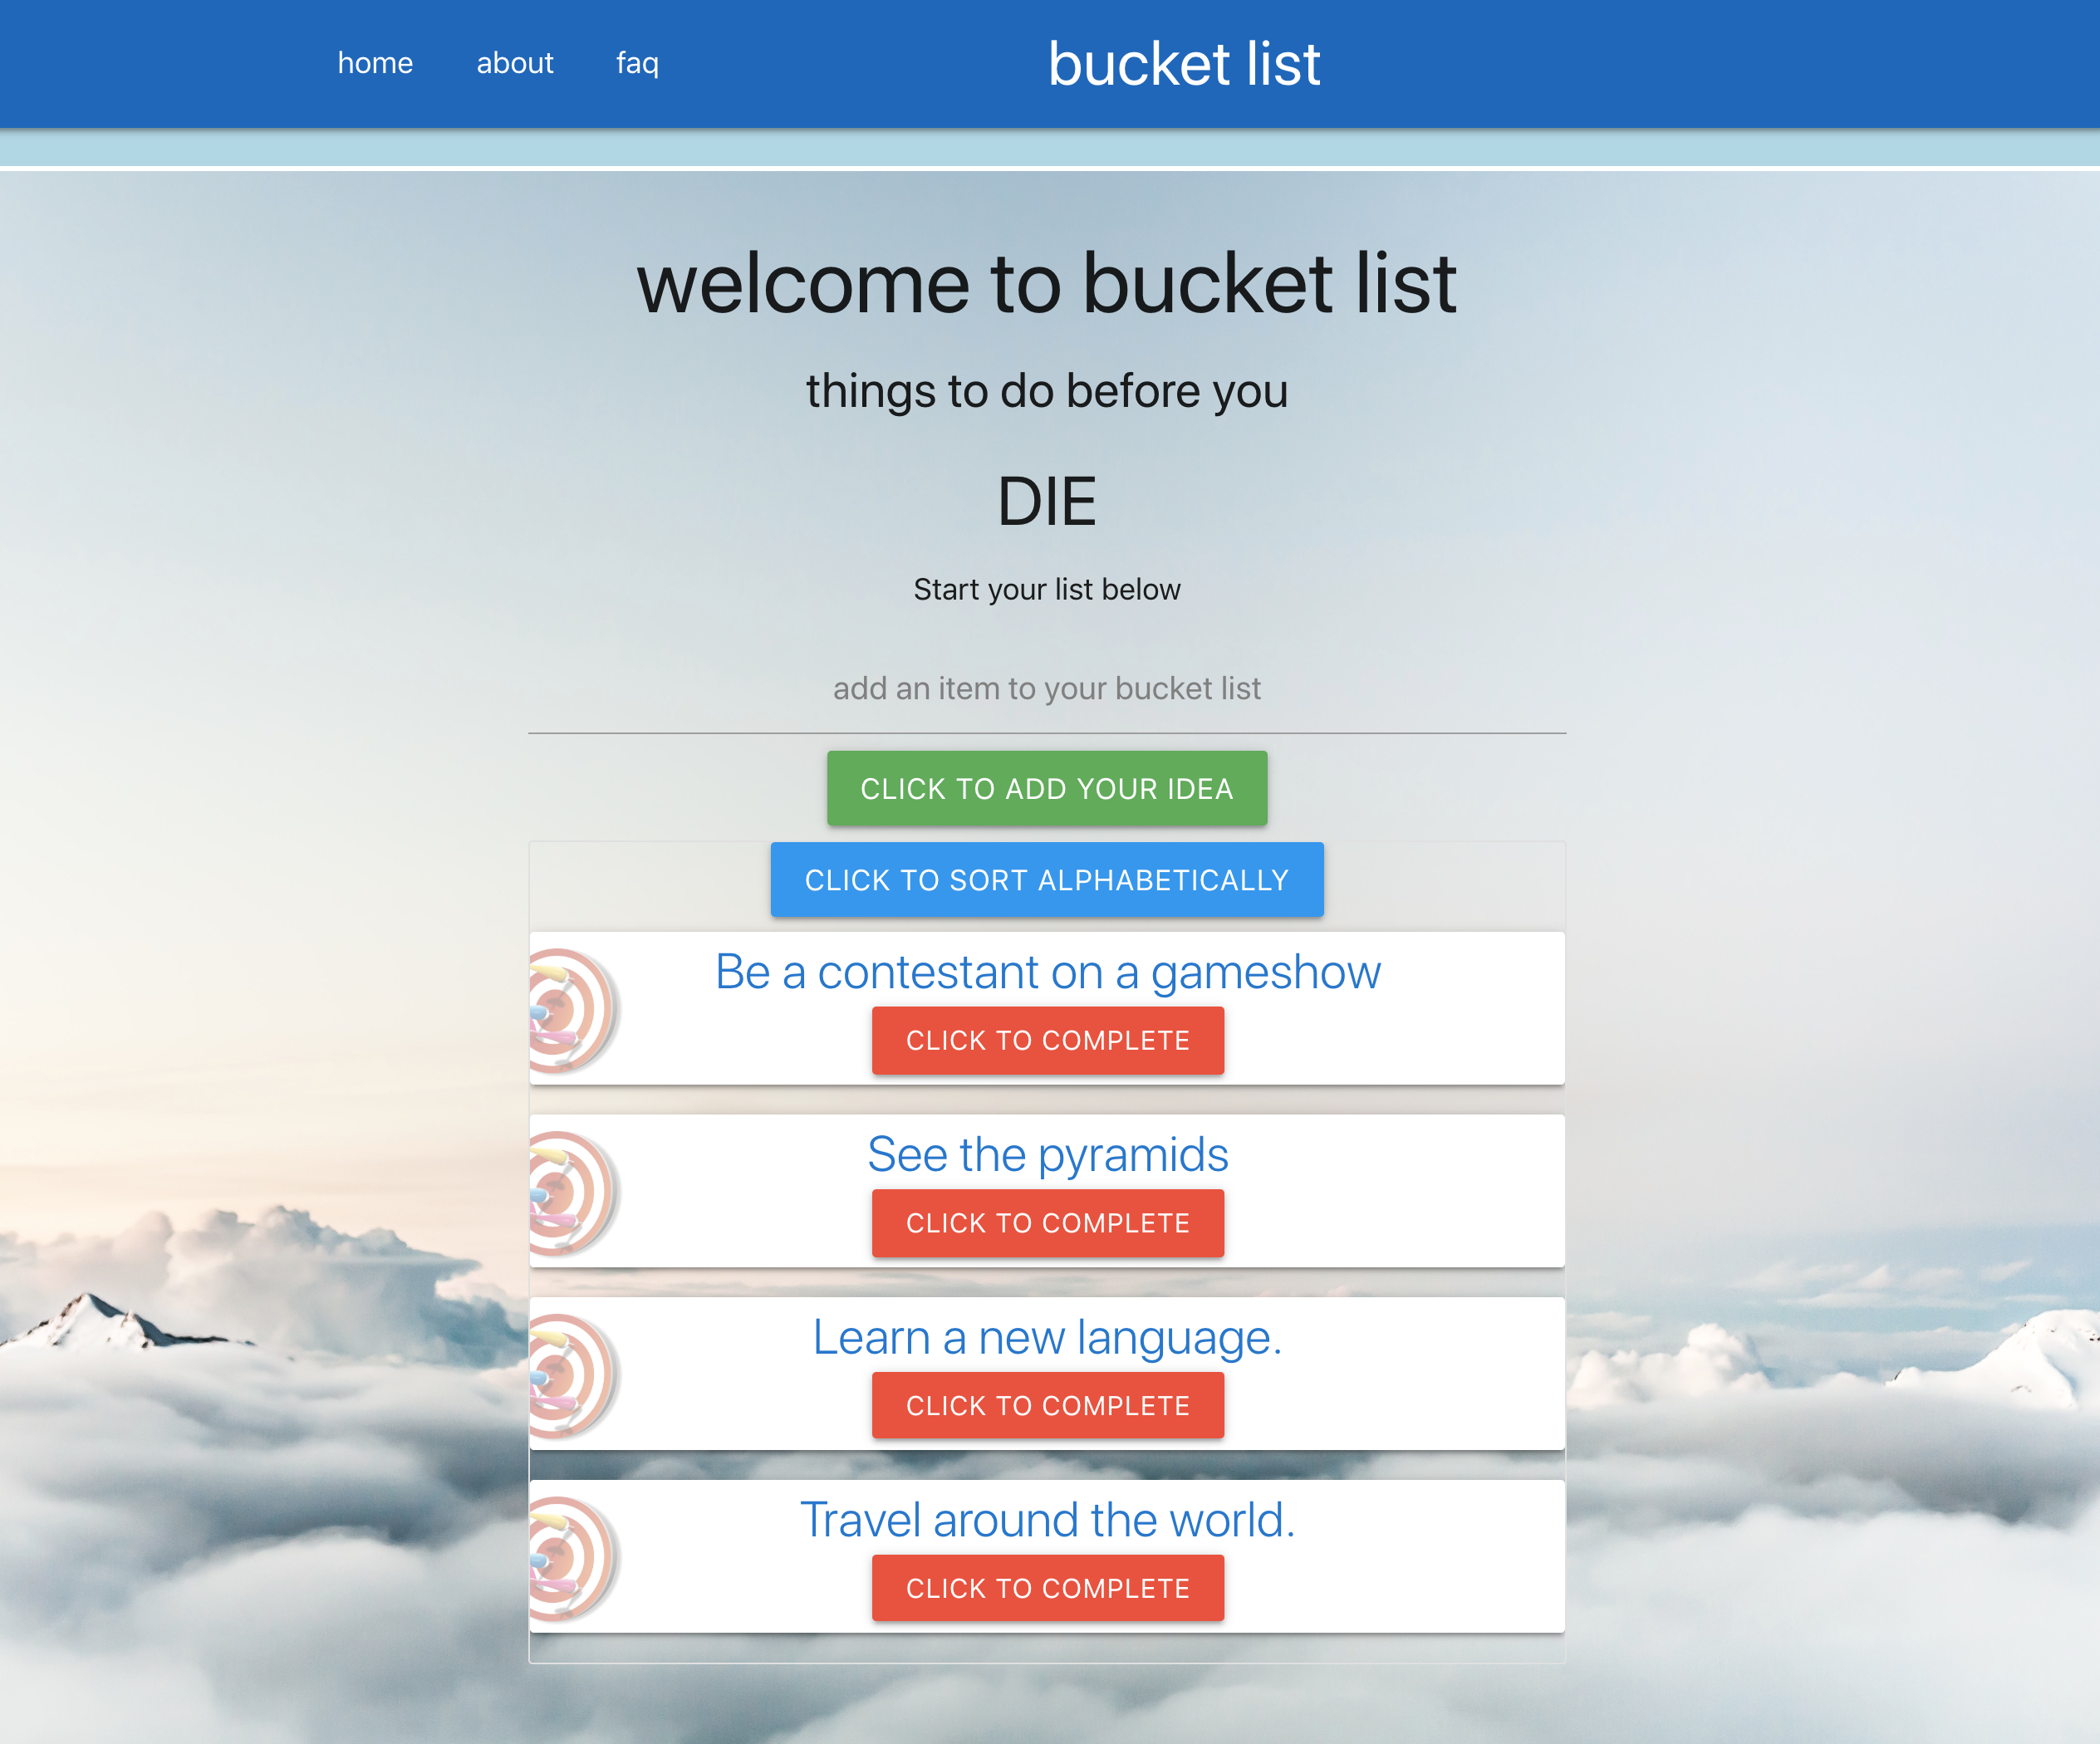 home about faq bucket list
welcome to bucket list
things to do before you
DIE
Start your list below
add an item to your bucket list
CLICK TO ADD YOUR IDEA
CLICK TO SORT ALPHABETICALLY
Be a contestant on a gameshow
CLICK TO COMPLETE
See the pyramids
CLICK TO COMPLETE
Learn a new language.
CLICK TO COMPLETE
Travel around the world.
CLICK TO COMPLETE